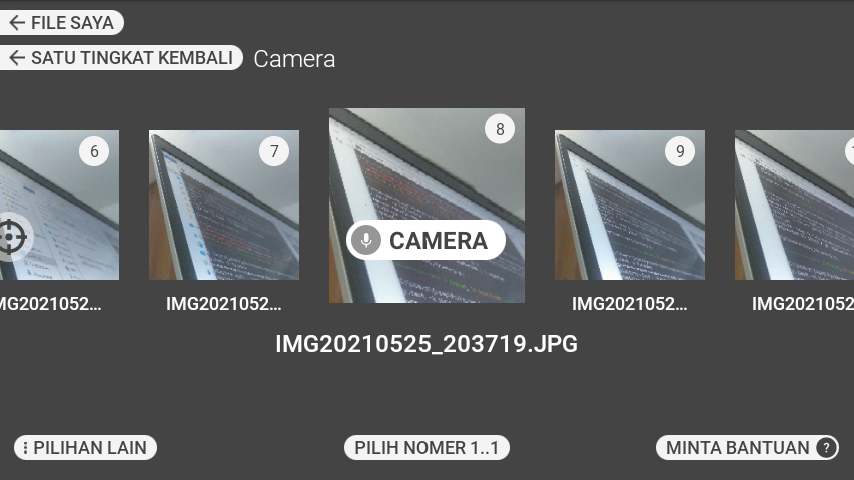 FILE SAYA
SATU TINGKAT KEMBALI
Camera
6
7
8
9
CAMERA
MG2021052...
IMG2021052...
IMG2021052...
IMG2021052
IMG20210525_203719.JPG
PILIHAN LAIN
PILIH NOMER 1..1
MINTA BANTUAN ?